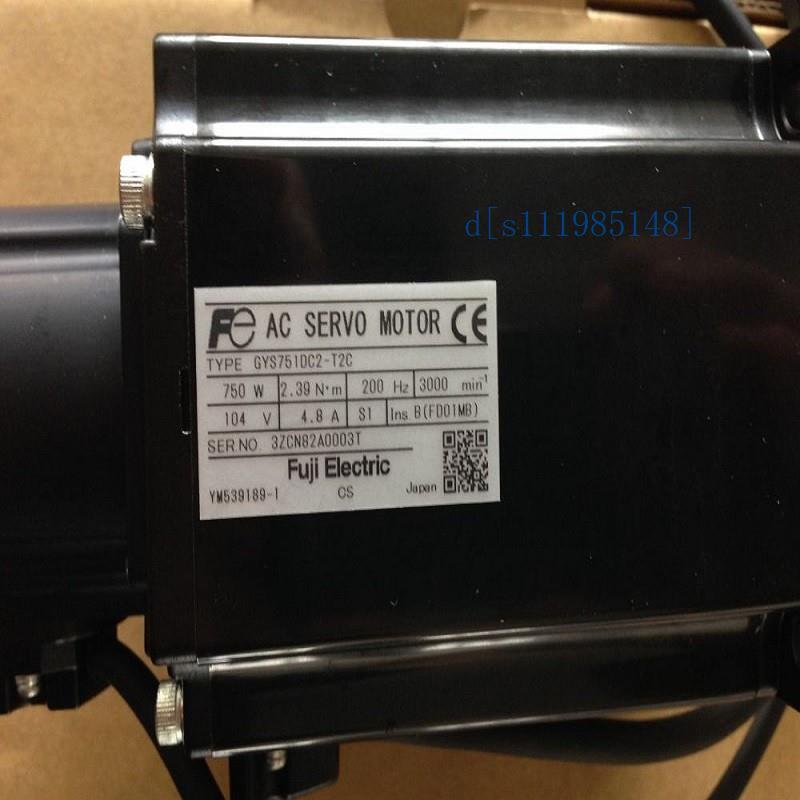 d[s111985148]
Fe AC SERVO MOTOR CE
TYPE GYS751DC2-T2C
750 W 2.39 N·m 200 Hz 3000 min⁻¹
104 V 4.8 A S1 Ins B(FD01MB)
SER.NO. 3ZCN82A0003T
Fuji Electric
YM539189-1 CS Japan